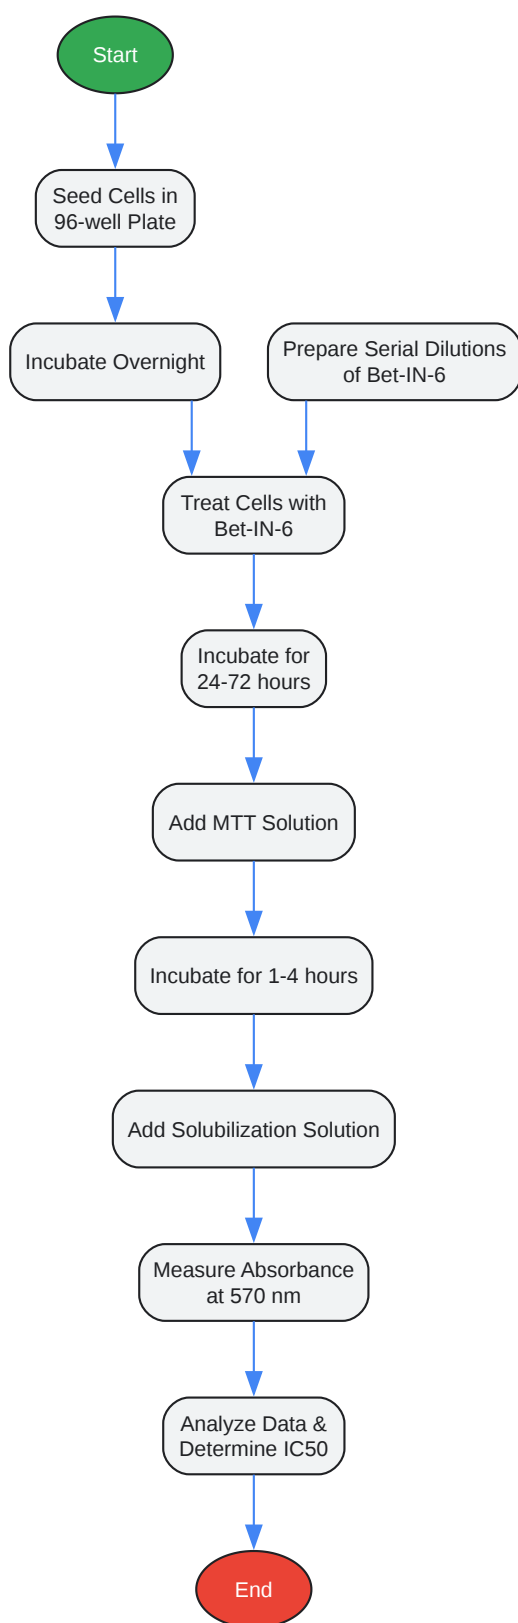 Start
Seed Cells in
96-well Plate
Incubate Overnight
Prepare Serial Dilutions
of Bet-IN-6
Treat Cells with
Bet-IN-6
Incubate for
24-72 hours
Add MTT Solution
Incubate for 1-4 hours
Add Solubilization Solution
Measure Absorbance
at 570 nm
Analyze Data &
Determine IC50
End